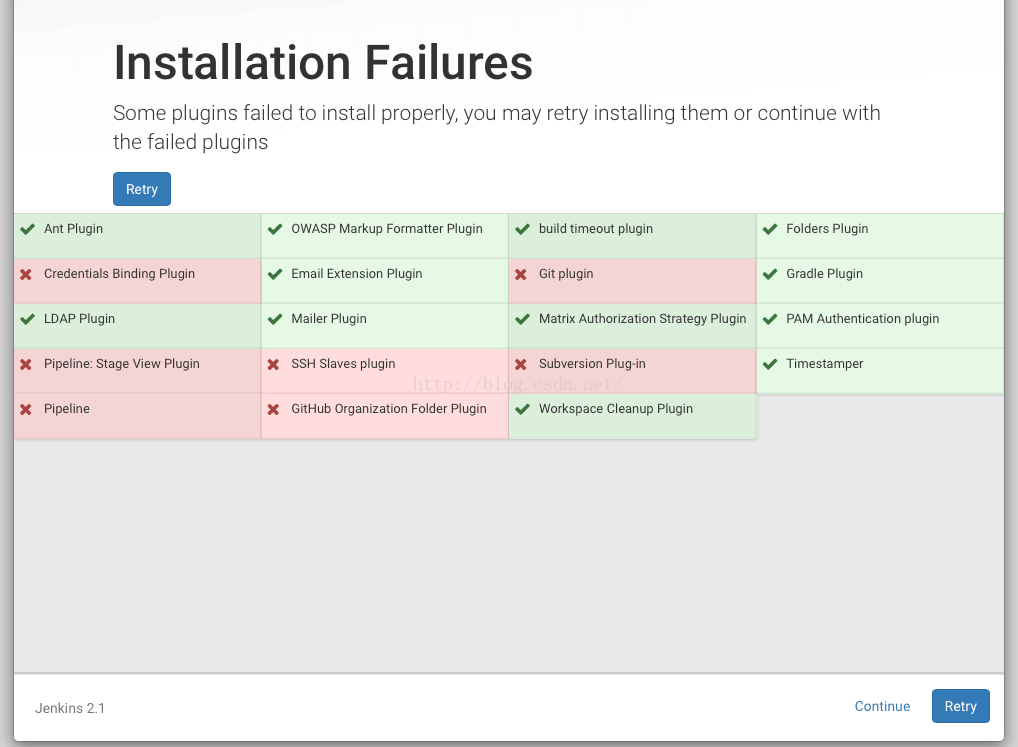 Installation Failures
Some plugins failed to install properly, you may retry installing them or continue with
the failed plugins
Retry
Ant Plugin
OWASP Markup Formatter Plugin
build timeout plugin
Folders Plugin
Credentials Binding Plugin
Email Extension Plugin
Git plugin
Gradle Plugin
LDAP Plugin
Mailer Plugin
Matrix Authorization Strategy Plugin
PAM Authentication plugin
Pipeline: Stage View Plugin
SSH Slaves plugin
Subversion Plug-in
Timestamper
http://blog.csdn.net/
Pipeline
GitHub Organization Folder Plugin
Workspace Cleanup Plugin
Jenkins 2.1
Continue
Retry